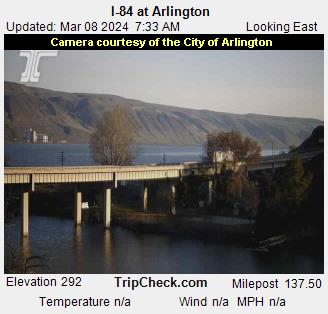 I-84 at Arlington
Updated: Mar 08 2024 7:33 AM Looking East
Camera courtesy of the City of Arlington
Elevation 292 TripCheck.com Milepost 137.50
Temperature n/a Wind n/a MPH n/a